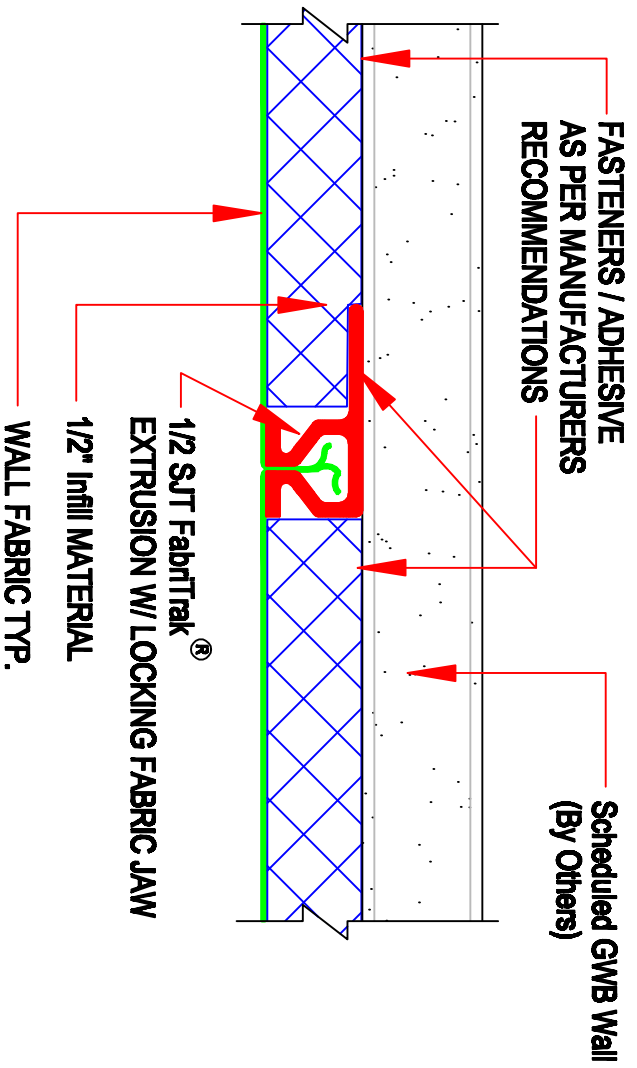 FASTENERS / ADHESIVE
AS PER MANUFACTURERS
RECOMMENDATIONS
Scheduled GWB Wall
(By Others)
1/2 SJT FabriTrak®
EXTRUSION W/ LOCKING FABRIC JAW
1/2" Infill MATERIAL
WALL FABRIC TYP.